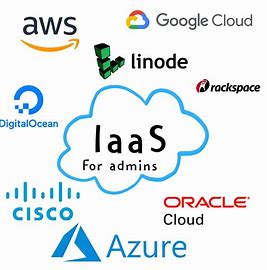 aws
Google Cloud
linode
rackspace
DigitalOcean
IaaS
For admins
CISCO
ORACLE
Cloud
Azure